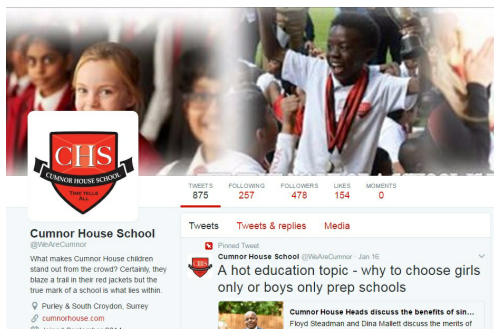 CHS
CUMNOR HOUSE SCHOOL
TIME TELLS
ALL
TWEETS FOLLOWING FOLLOWERS LIKES MOMENTS
875 257 478 154 0
Cumnor House School
@WeAreCumnor
What makes Cumnor House children
stand out from the crowd? Certainly, they
blaze a trail in their red jackets but the
true mark of a school is what lies within.
Purley & South Croydon, Surrey
cumnorhouse.com
Tweets Tweets & replies Media
Pinned Tweet
Cumnor House School @WeAreCumnor · Jan 16
A hot education topic - why to choose girls
only or boys only prep schools
Cumnor House Heads discuss the benefits of sin...
Floyd Steadman and Dina Mallett discuss the merits of